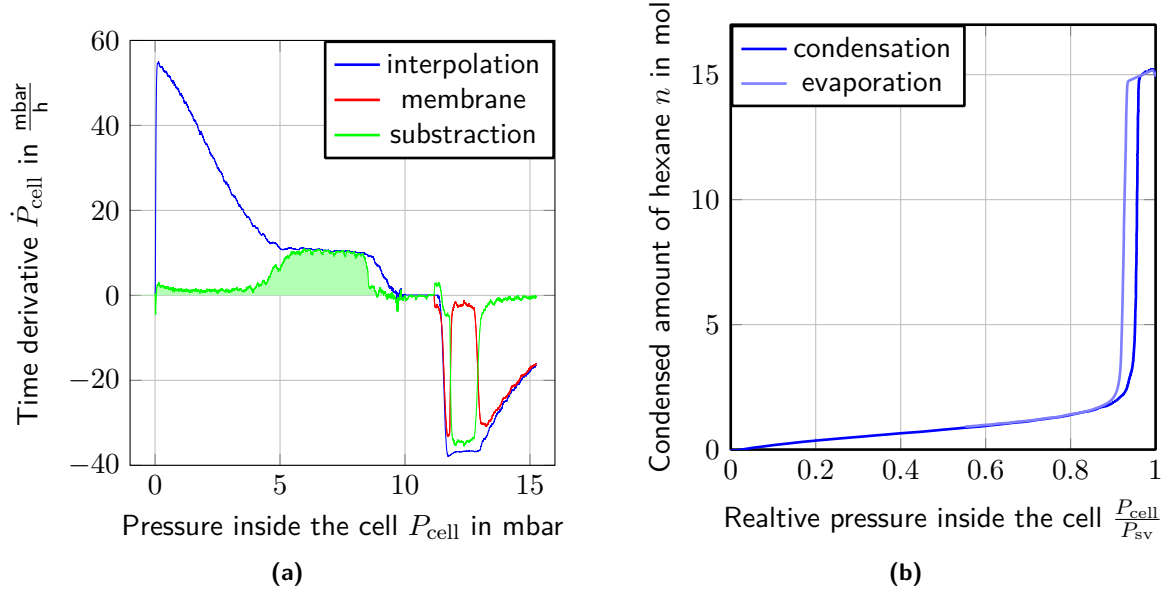 60
40
20
0
−20
−40
0
5
10
15
Time derivative Ṗcell in mbar/h
interpolation
membrane
substraction
Pressure inside the cell Pcell in mbar
(a)
15
10
5
0
0
0.2
0.4
0.6
0.8
1
Condensed amount of hexane n in mol
condensation
evaporation
Realtive pressure inside the cell Pcell/Psv
(b)